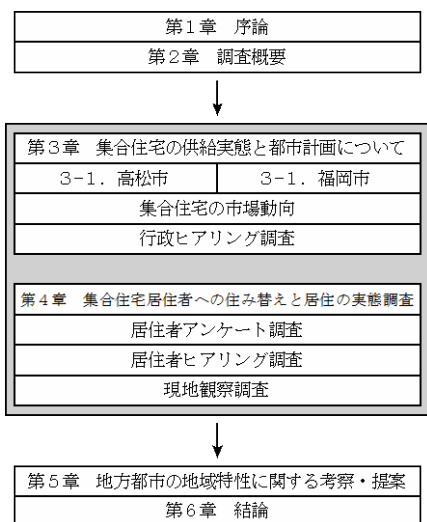 第1章 序論
第2章 調査概要
第3章 集合住宅の供給実態と都市計画について
3-1. 高松市 3-1. 福岡市
集合住宅の市場動向
行政ヒアリング調査
第4章 集合住宅居住者への住み替えと居住の実態調査
居住者アンケート調査
居住者ヒアリング調査
現地観察調査
第5章 地方都市の地域特性に関する考察・提案
第6章 結論